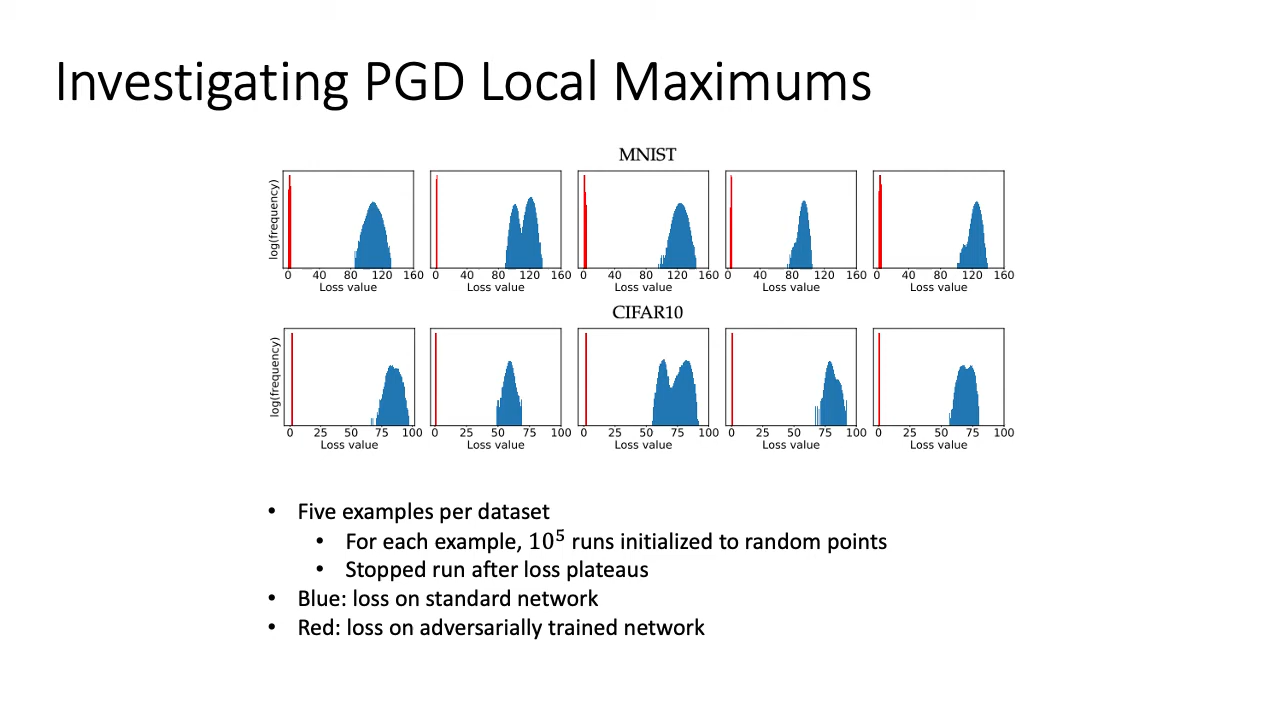 Investigating PGD Local Maximums
MNIST
log(frequency)
0 40 80 120 160
Loss value
0 40 80 120 160
Loss value
0 40 80 120 160
Loss value
0 40 80 120 160
Loss value
0 40 80 120 160
Loss value
CIFAR10
log(frequency)
0 25 50 75 100
Loss value
0 25 50 75 100
Loss value
0 25 50 75 100
Loss value
0 25 50 75 100
Loss value
0 25 50 75 100
Loss value
• Five examples per dataset
• For each example, 10⁵ runs initialized to random points
• Stopped run after loss plateaus
• Blue: loss on standard network
• Red: loss on adversarially trained network